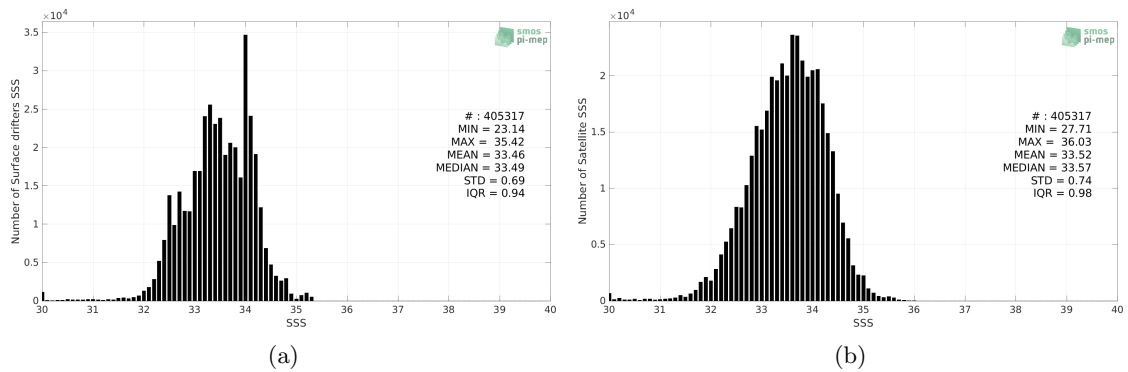 ×10⁴
smos
pi-mep
3.5
3
2.5
2
1.5
1
0.5
0
Number of Surface drifters SSS
# : 405317
MIN = 23.14
MAX = 35.42
MEAN = 33.46
MEDIAN = 33.49
STD = 0.69
IQR = 0.94
30 31 32 33 34 35 36 37 38 39 40
SSS
(a)
×10⁴
smos
pi-mep
2
1.5
1
0.5
0
Number of Satellite SSS
# : 405317
MIN = 27.71
MAX = 36.03
MEAN = 33.52
MEDIAN = 33.57
STD = 0.74
IQR = 0.98
30 31 32 33 34 35 36 37 38 39 40
SSS
(b)